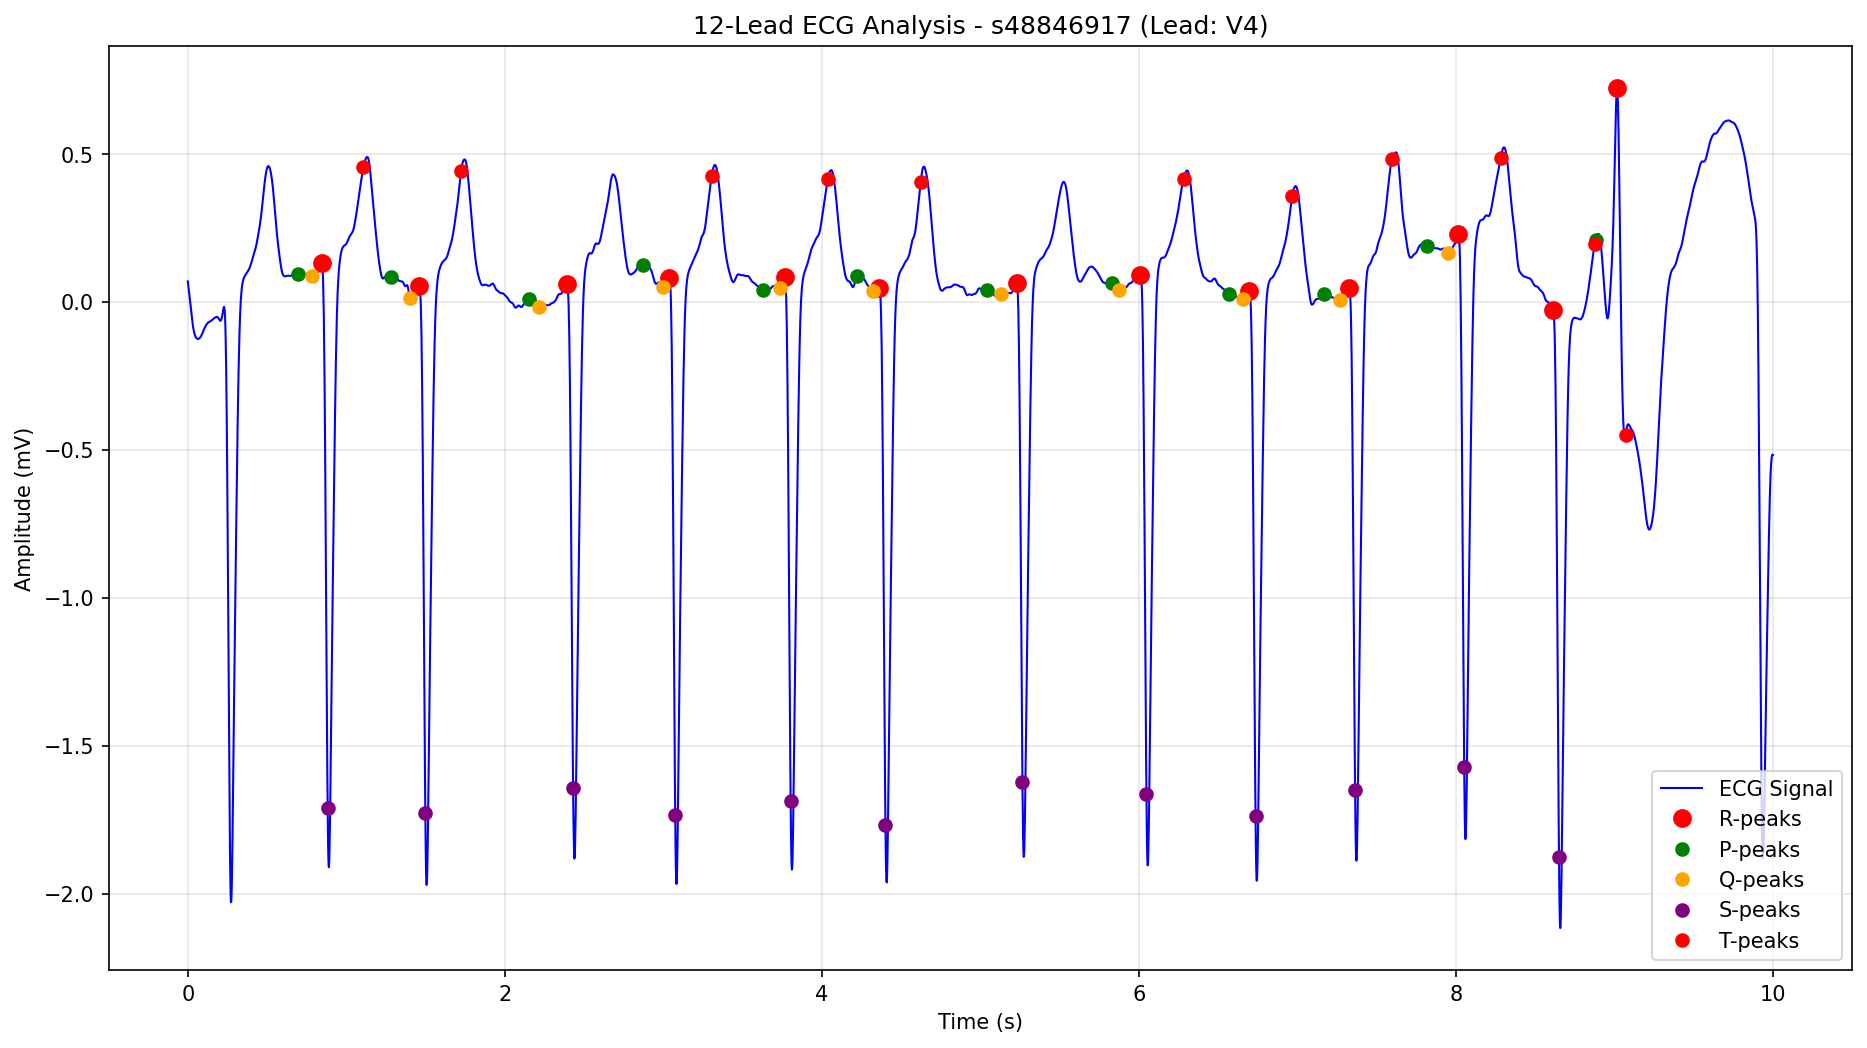 12-Lead ECG Analysis - s48846917 (Lead: V4)
Amplitude (mV)
0.5
0.0
−0.5
−1.0
−1.5
−2.0
ECG Signal
R-peaks
P-peaks
Q-peaks
S-peaks
T-peaks
0 2 4 6 8 10
Time (s)